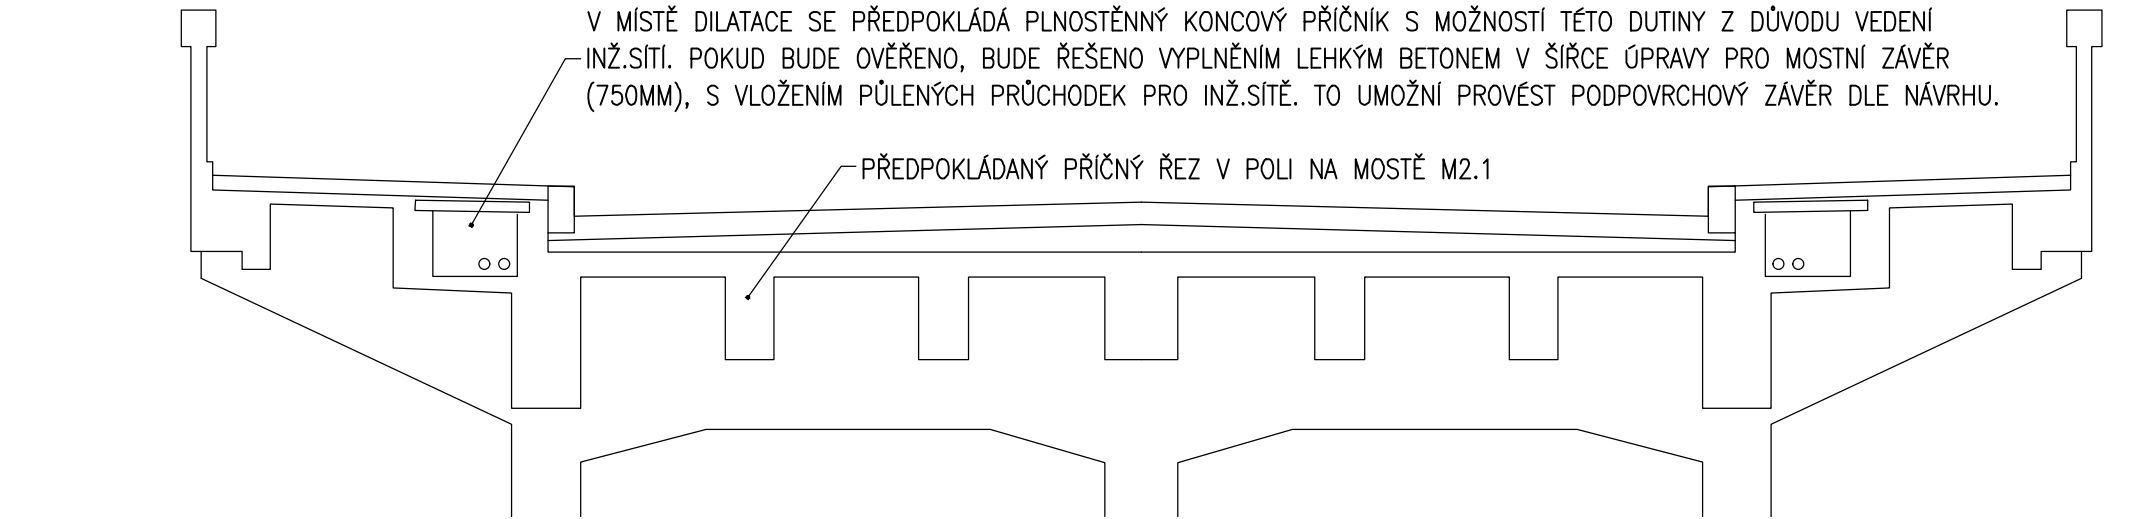 V MÍSTĚ DILATACE SE PŘEDPOKLÁDÁ PLNOSTĚNNÝ KONCOVÝ PŘÍČNÍK S MOŽNOSTÍ TÉTO DUTINY Z DŮVODU VEDENÍ
INŽ.SÍTÍ. POKUD BUDE OVĚŘENO, BUDE ŘEŠENO VYPLNĚNÍM LEHKÝM BETONEM V ŠÍŘCE ÚPRAVY PRO MOSTNÍ ZÁVĚR
(750MM), S VLOŽENÍM PŮLENÝCH PRŮCHODEK PRO INŽ.SÍTĚ. TO UMOŽNÍ PROVÉST PODPOVRCHOVÝ ZÁVĚR DLE NÁVRHU.
PŘEDPOKLÁDANÝ PŘÍČNÝ ŘEZ V POLI NA MOSTĚ M2.1